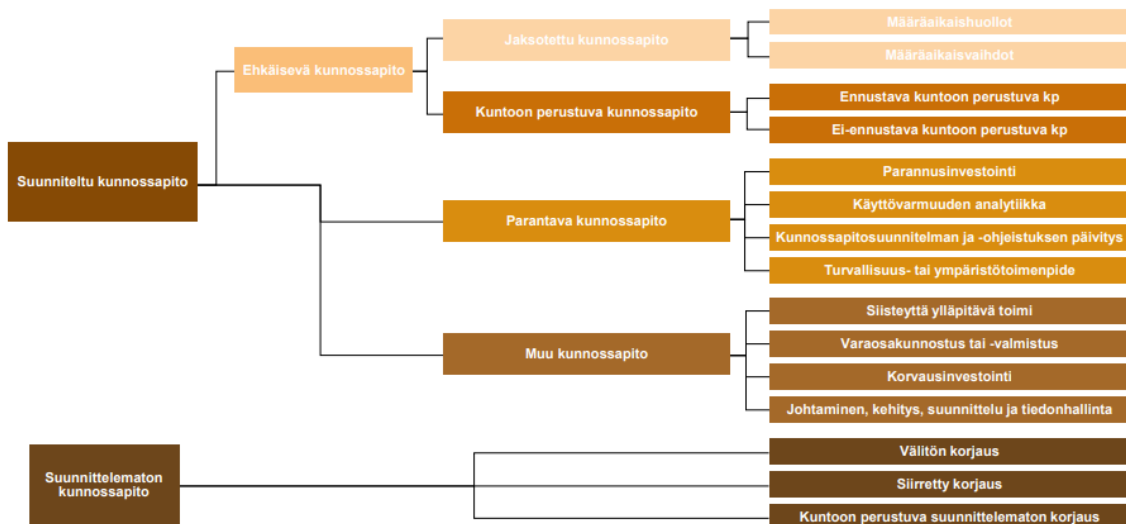 Määräaikaishuollot
Jaksotettu kunnossapito
Määräaikaisvaihdot
Ehkäisevä kunnossapito
Ennustava kuntoon perustuva kp
Kuntoon perustuva kunnossapito
Ei-ennustava kuntoon perustuva kp
Suunniteltu kunnossapito
Parannusinvestointi
Käyttövarmuuden analytiikka
Parantava kunnossapito
Kunnossapitosuunnitelman ja -ohjeistuksen päivitys
Turvallisuus- tai ympäristötoimenpide
Siisteyttä ylläpitävä toimi
Varaosakunnostus tai -valmistus
Muu kunnossapito
Korvausinvestointi
Johtaminen, kehitys, suunnittelu ja tiedonhallinta
Suunnittelematon
kunnossapito
Välitön korjaus
Siirretty korjaus
Kuntoon perustuva suunnittelematon korjaus